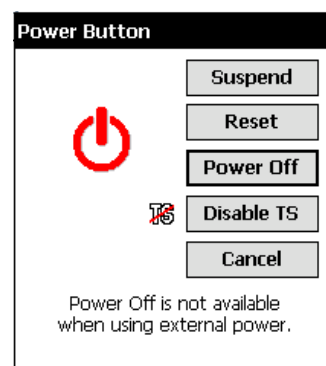 Power Button
Suspend
Reset
Power Off
TS
Disable TS
Cancel
Power Off is not available
when using external power.